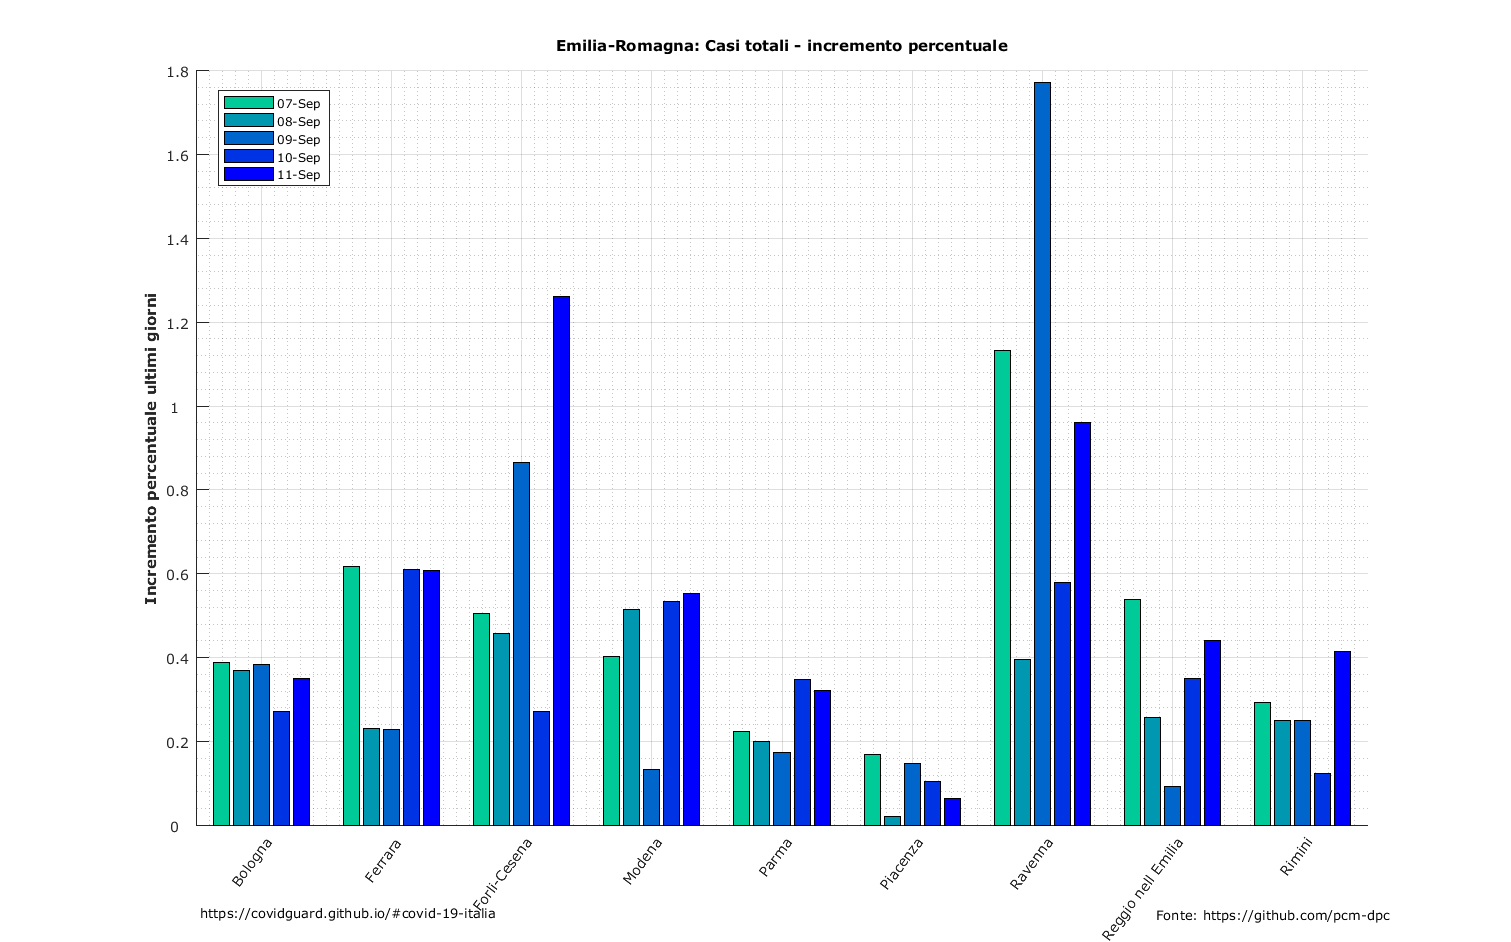 Emilia-Romagna: Casi totali - incremento percentuale
Incremento percentuale ultimi giorni
1.8
1.6
1.4
1.2
1
0.8
0.6
0.4
0.2
0
07-Sep
08-Sep
09-Sep
10-Sep
11-Sep
Bologna
Ferrara
Forlì-Cesena
Modena
Parma
Piacenza
Ravenna
Reggio nell Emilia
Rimini
https://covidguard.github.io/#covid-19-italia
Fonte: https://github.com/pcm-dpc